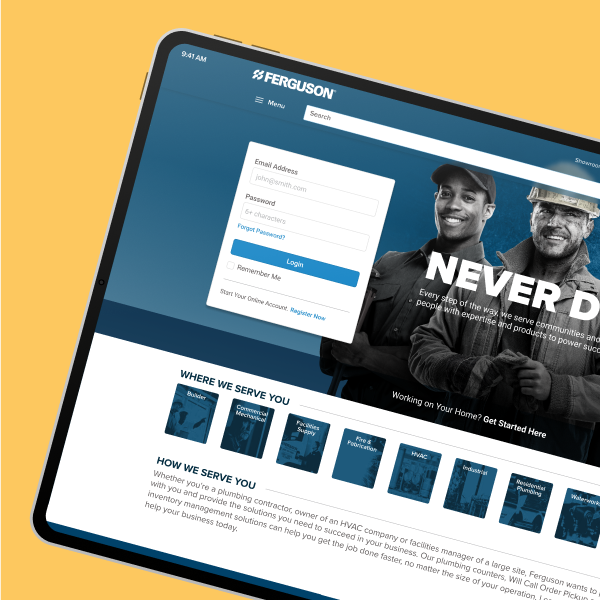 9:41 AM
FERGUSON
Menu
Search
Showroom
Email Address
john@smith.com
Password
6+ characters
Forgot Password?
Login
Remember Me
Start Your Online Account. Register Now
NEVER D
Every step of the way, we serve communities and
people with expertise and products to power succ
Working on Your Home? Get Started Here
WHERE WE SERVE YOU
Builder
Commercial
Mechanical
Facilities
Supply
Fire &
Fabrication
HVAC
Industrial
Residential
Plumbing
Waterwork
HOW WE SERVE YOU
Whether you're a plumbing contractor, owner of an HVAC company or facilities manager of a large site, Ferguson wants to
with you and provide the solutions you need to succeed in your business. Our plumbing counters, Will Call Order Pickup
inventory management solutions can help you get the job done faster, no matter the size of your operation.
help your business today.